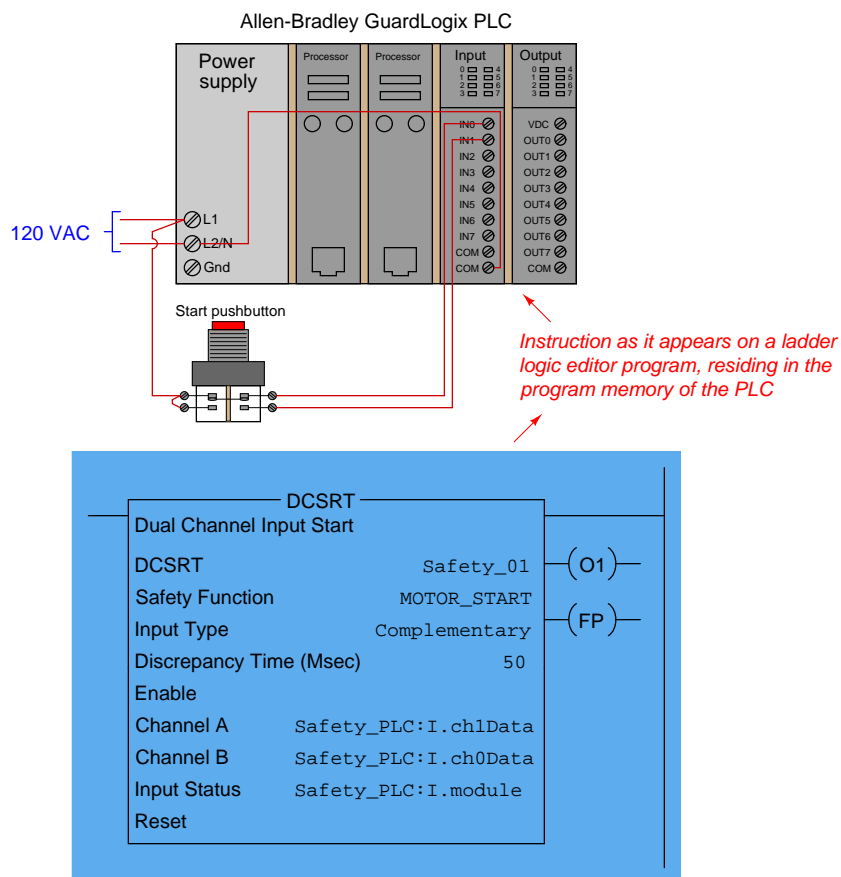 Allen-Bradley GuardLogix PLC
Power
supply
Processor
Processor
Input
0 4
1 5
2 6
3 7
Output
0 4
1 5
2 6
3 7
IN0
IN1
IN2
IN3
IN4
IN5
IN6
IN7
COM
COM
VDC
OUT0
OUT1
OUT2
OUT3
OUT4
OUT5
OUT6
OUT7
COM
120 VAC
L1
L2/N
Gnd
Start pushbutton
Instruction as it appears on a ladder
logic editor program, residing in the
program memory of the PLC
DCSRT
Dual Channel Input Start
DCSRT Safety_01
Safety Function MOTOR_START
Input Type Complementary
Discrepancy Time (Msec) 50
Enable
Channel A Safety_PLC:I.ch1Data
Channel B Safety_PLC:I.ch0Data
Input Status Safety_PLC:I.module
Reset
O1
FP